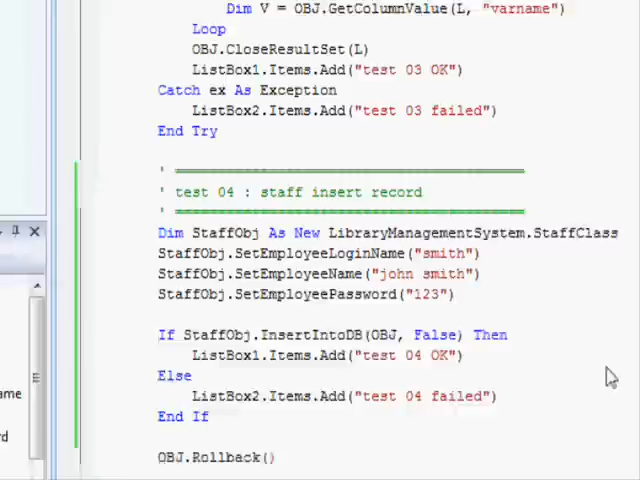 Dim V = OBJ.GetColumnValue(L, "varname")
Loop
OBJ.CloseResultSet(L)
ListBox1.Items.Add("test 03 OK")
Catch ex As Exception
ListBox2.Items.Add("test 03 failed")
End Try
' ═══════════════════════════════════
' test 04 : staff insert record
' ═══════════════════════════════════
Dim StaffObj As New LibraryManagementSystem.StaffClass
StaffObj.SetEmployeeLoginName("smith")
StaffObj.SetEmployeeName("john smith")
StaffObj.SetEmployeePassword("123")
If StaffObj.InsertIntoDB(OBJ, False) Then
ListBox1.Items.Add("test 04 OK")
Else
ListBox2.Items.Add("test 04 failed")
End If
OBJ.Rollback()